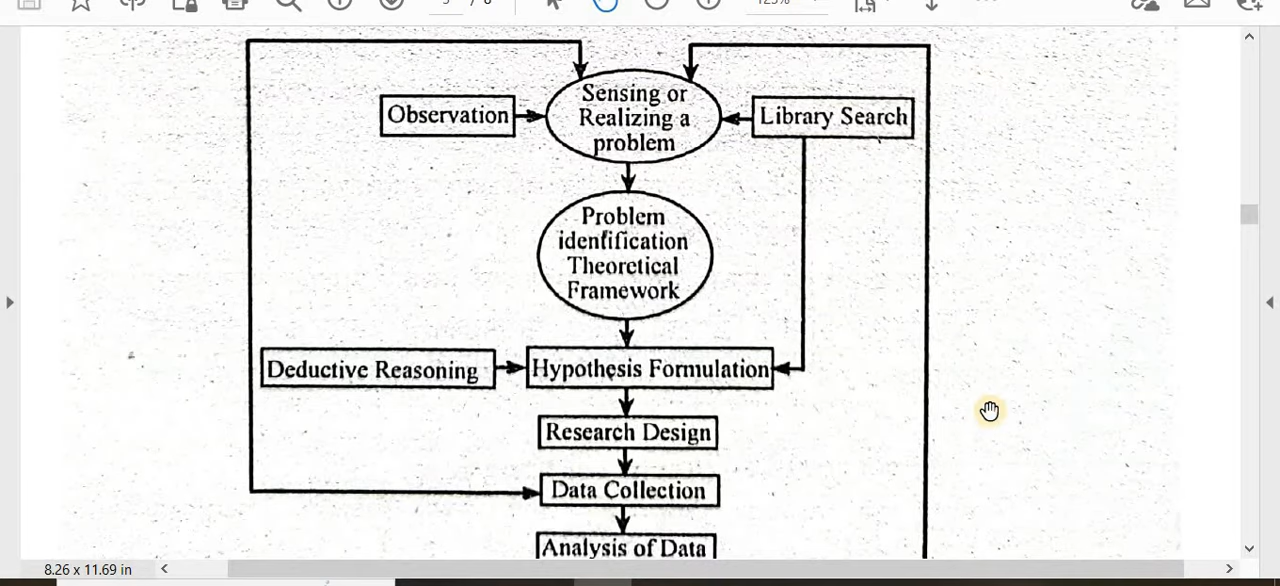 Sensing or
Realizing a
problem
Observation
Library Search
Problem
identification
Theoretical
Framework
Deductive Reasoning
Hypothesis Formulation
Research Design
Data Collection
Analysis of Data
8.26 x 11.69 in